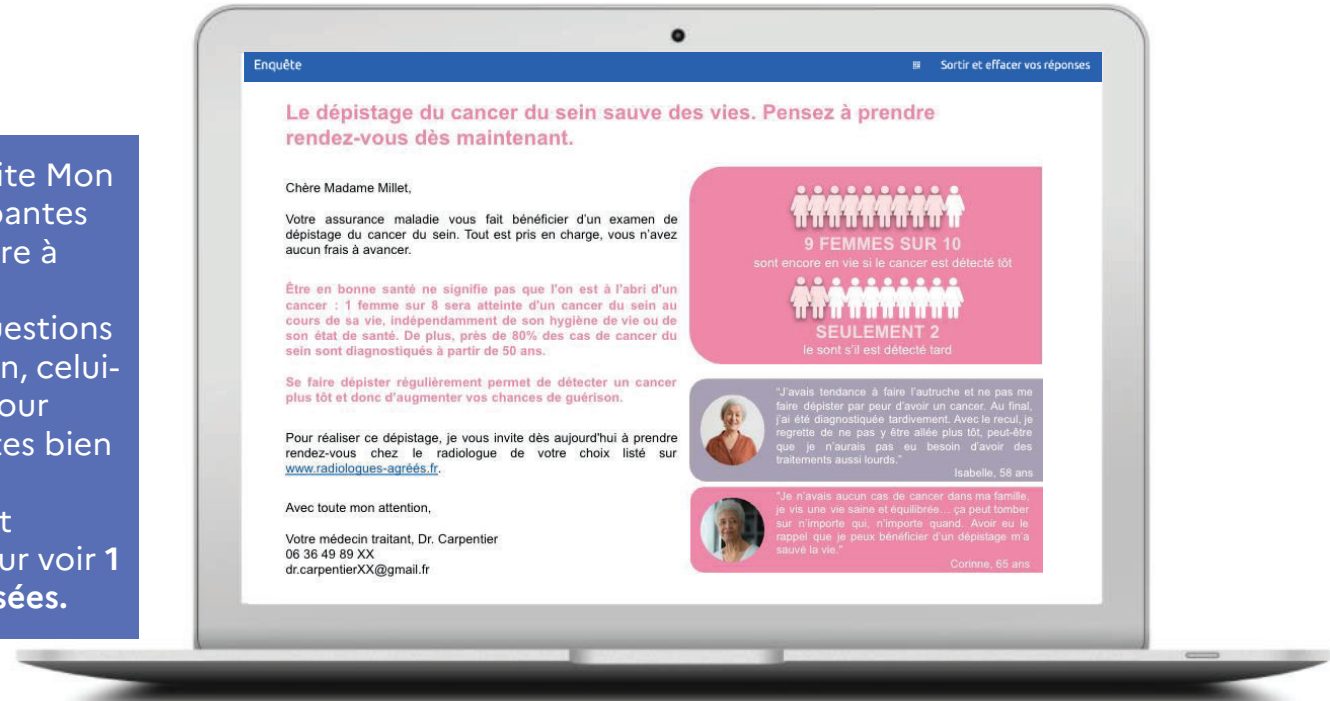 ite Mon
pantes
re à
uestions
n, celui-
our
tes bien
t
ur voir 1
sées.
Enquête
Sortir et effacer vos réponses
Le dépistage du cancer du sein sauve des vies. Pensez à prendre
rendez-vous dès maintenant.
Chère Madame Millet,
Votre assurance maladie vous fait bénéficier d'un examen de
dépistage du cancer du sein. Tout est pris en charge, vous n'avez
aucun frais à avancer.
Être en bonne santé ne signifie pas que l'on est à l'abri d'un
cancer : 1 femme sur 8 sera atteinte d'un cancer du sein au
cours de sa vie, indépendamment de son hygiène de vie ou de
son état de santé. De plus, près de 80% des cas de cancer du
sein sont diagnostiqués à partir de 50 ans.
Se faire dépister régulièrement permet de détecter un cancer
plus tôt et donc d'augmenter vos chances de guérison.
Pour réaliser ce dépistage, je vous invite dès aujourd'hui à prendre
rendez-vous chez le radiologue de votre choix listé sur
www.radiologues-agréés.fr.
Avec toute mon attention,
Votre médecin traitant, Dr. Carpentier
06 36 49 89 XX
dr.carpentierXX@gmail.fr
9 FEMMES SUR 10
sont encore en vie si le cancer est détecté tôt
SEULEMENT 2
le sont s'il est détecté tard
"J'avais tendance à faire l'autruche et ne pas me
faire dépister par peur d'avoir un cancer. Au final,
j'ai été diagnostiquée tardivement. Avec le recul, je
regrette de ne pas y être allée plus tôt, peut-être
que je n'aurais pas eu besoin d'avoir des
traitements aussi lourds."
Isabelle, 58 ans
"Je n'avais aucun cas de cancer dans ma famille,
je vis une vie saine et équilibrée… ça peut tomber
sur n'importe qui, n'importe quand. Avoir eu le
rappel que je peux bénéficier d'un dépistage m'a
sauvé la vie."
Corinne, 65 ans